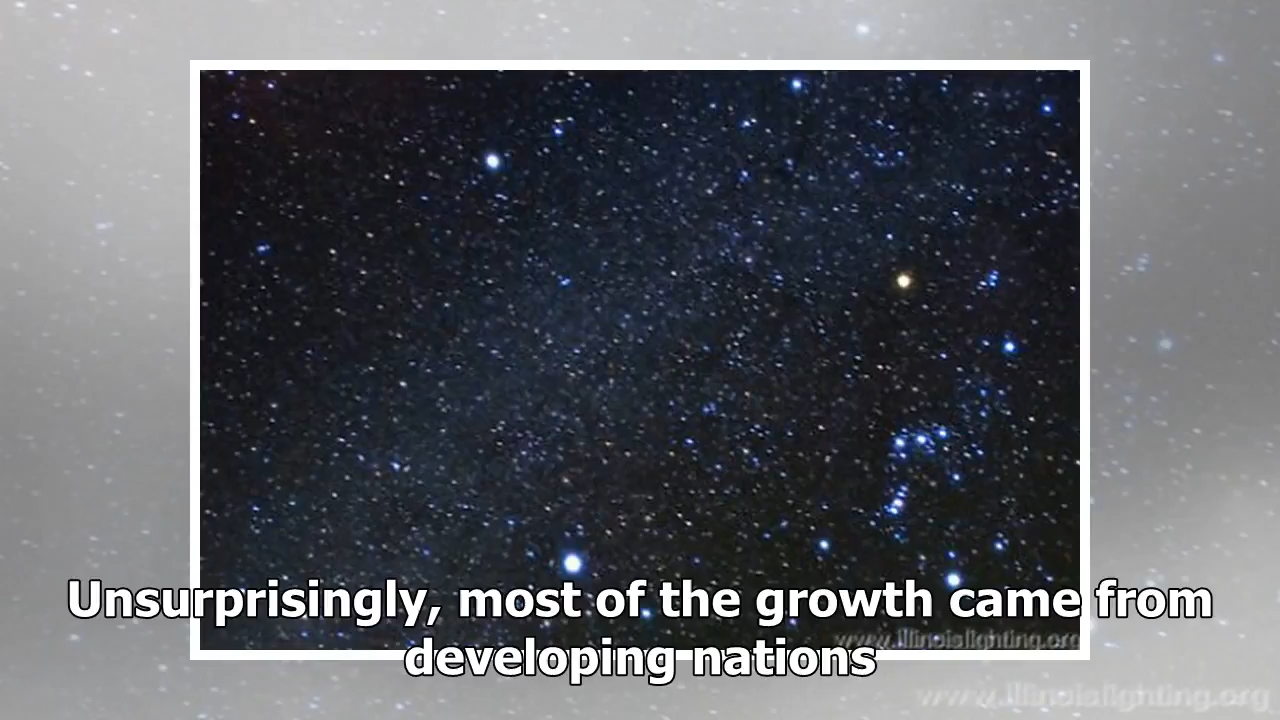 Unsurprisingly, most of the growth came from
www.illinoislighting.org
developing nations
www.illinoislighting.org